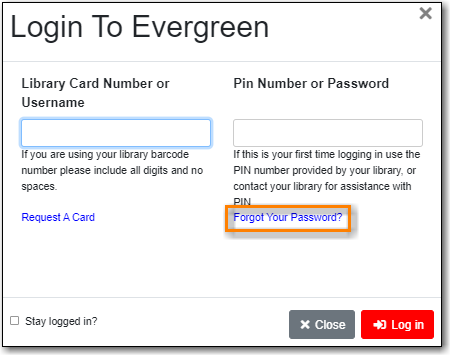 Login To Evergreen
Library Card Number or
Username
If you are using your library barcode
number please include all digits and no
spaces.
Request A Card
Pin Number or Password
If this is your first time logging in use the
PIN number provided by your library, or
contact your library for assistance with
PIN
Forgot Your Password?
Stay logged in?
Close
Log in